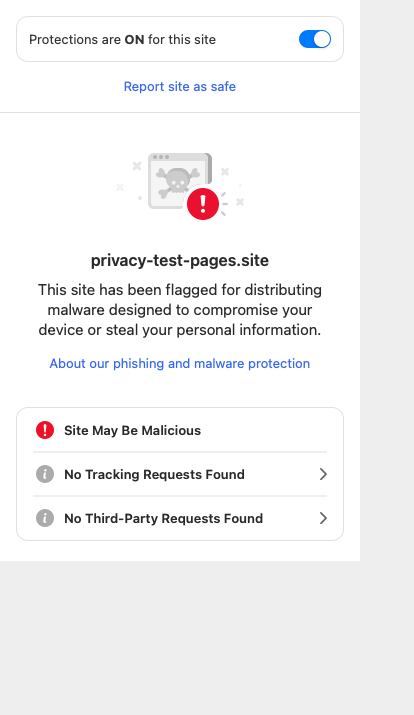 Protections are ON for this site
Report site as safe
privacy-test-pages.site
This site has been flagged for distributing
malware designed to compromise your
device or steal your personal information.
About our phishing and malware protection
Site May Be Malicious
No Tracking Requests Found
No Third-Party Requests Found